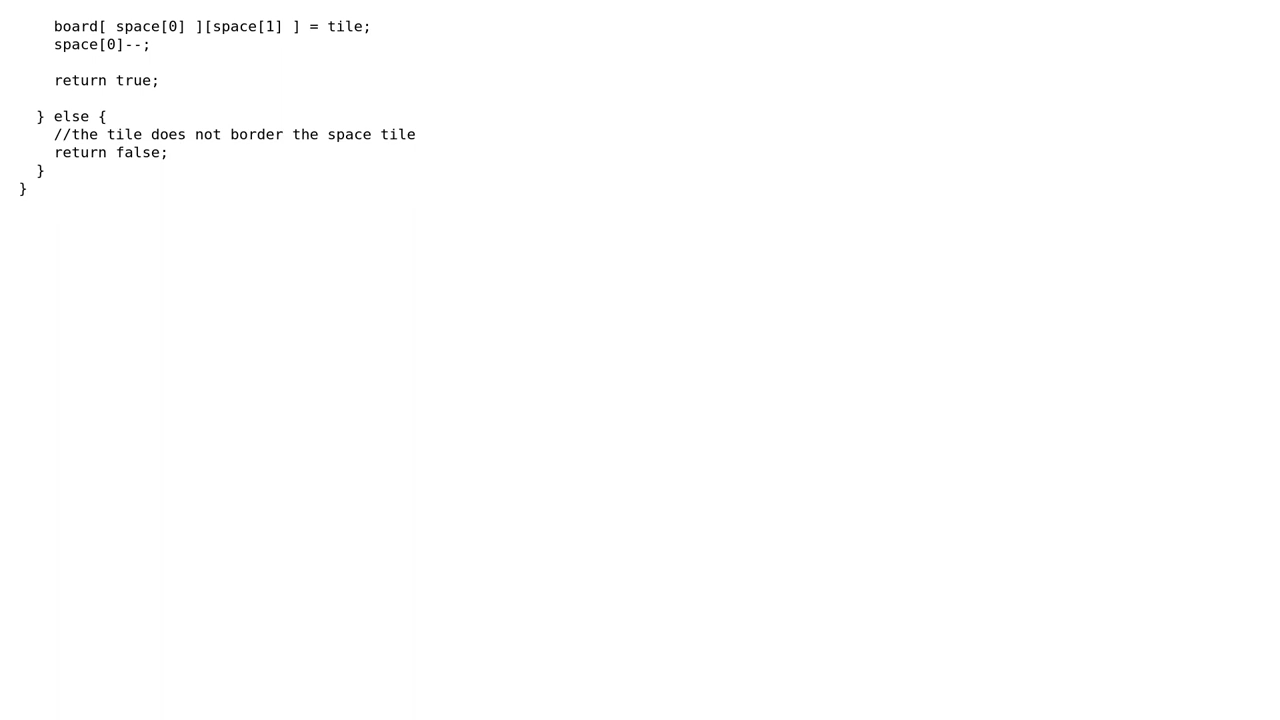 board[ space[0] ][space[1] ] = tile;
    space[0]--;

    return true;

  } else {
    //the tile does not border the space tile
    return false;
  }
}